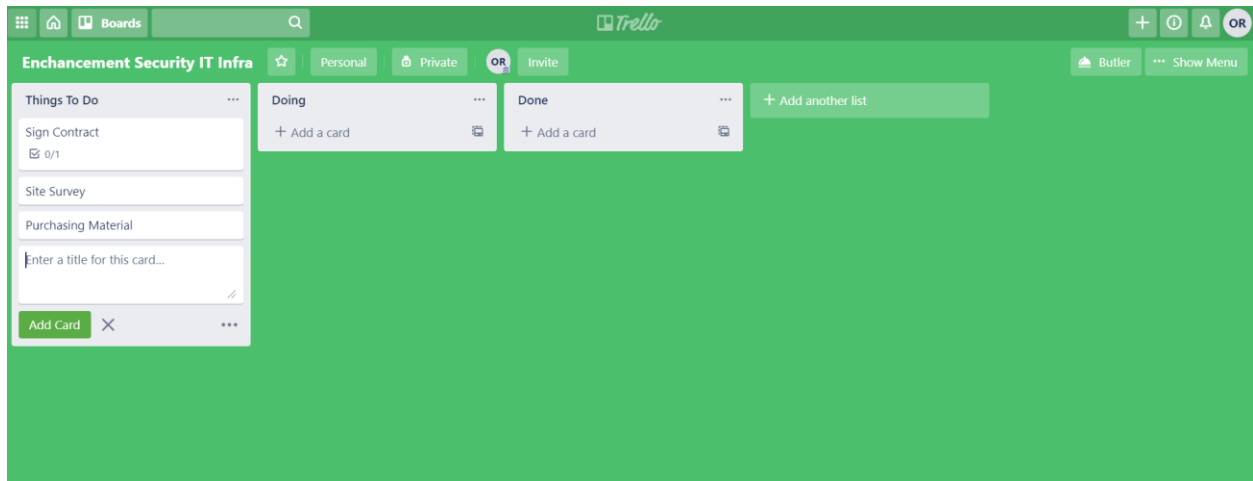 Boards
Trello
OR
Enchancement Security IT Infra
Personal
Private
OR
Invite
Butler
··· Show Menu
Things To Do ···
Sign Contract
0/1
Site Survey
Purchasing Material
Enter a title for this card...
Add Card
Doing ···
+ Add a card
Done ···
+ Add a card
+ Add another list